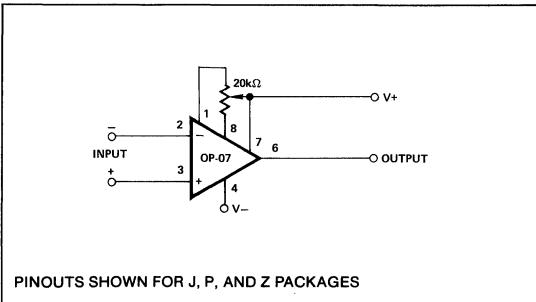 20kΩ
V+
1
8
2
−
7
6
INPUT
OP-07
OUTPUT
+
3
+
4
V−
PINOUTS SHOWN FOR J, P, AND Z PACKAGES